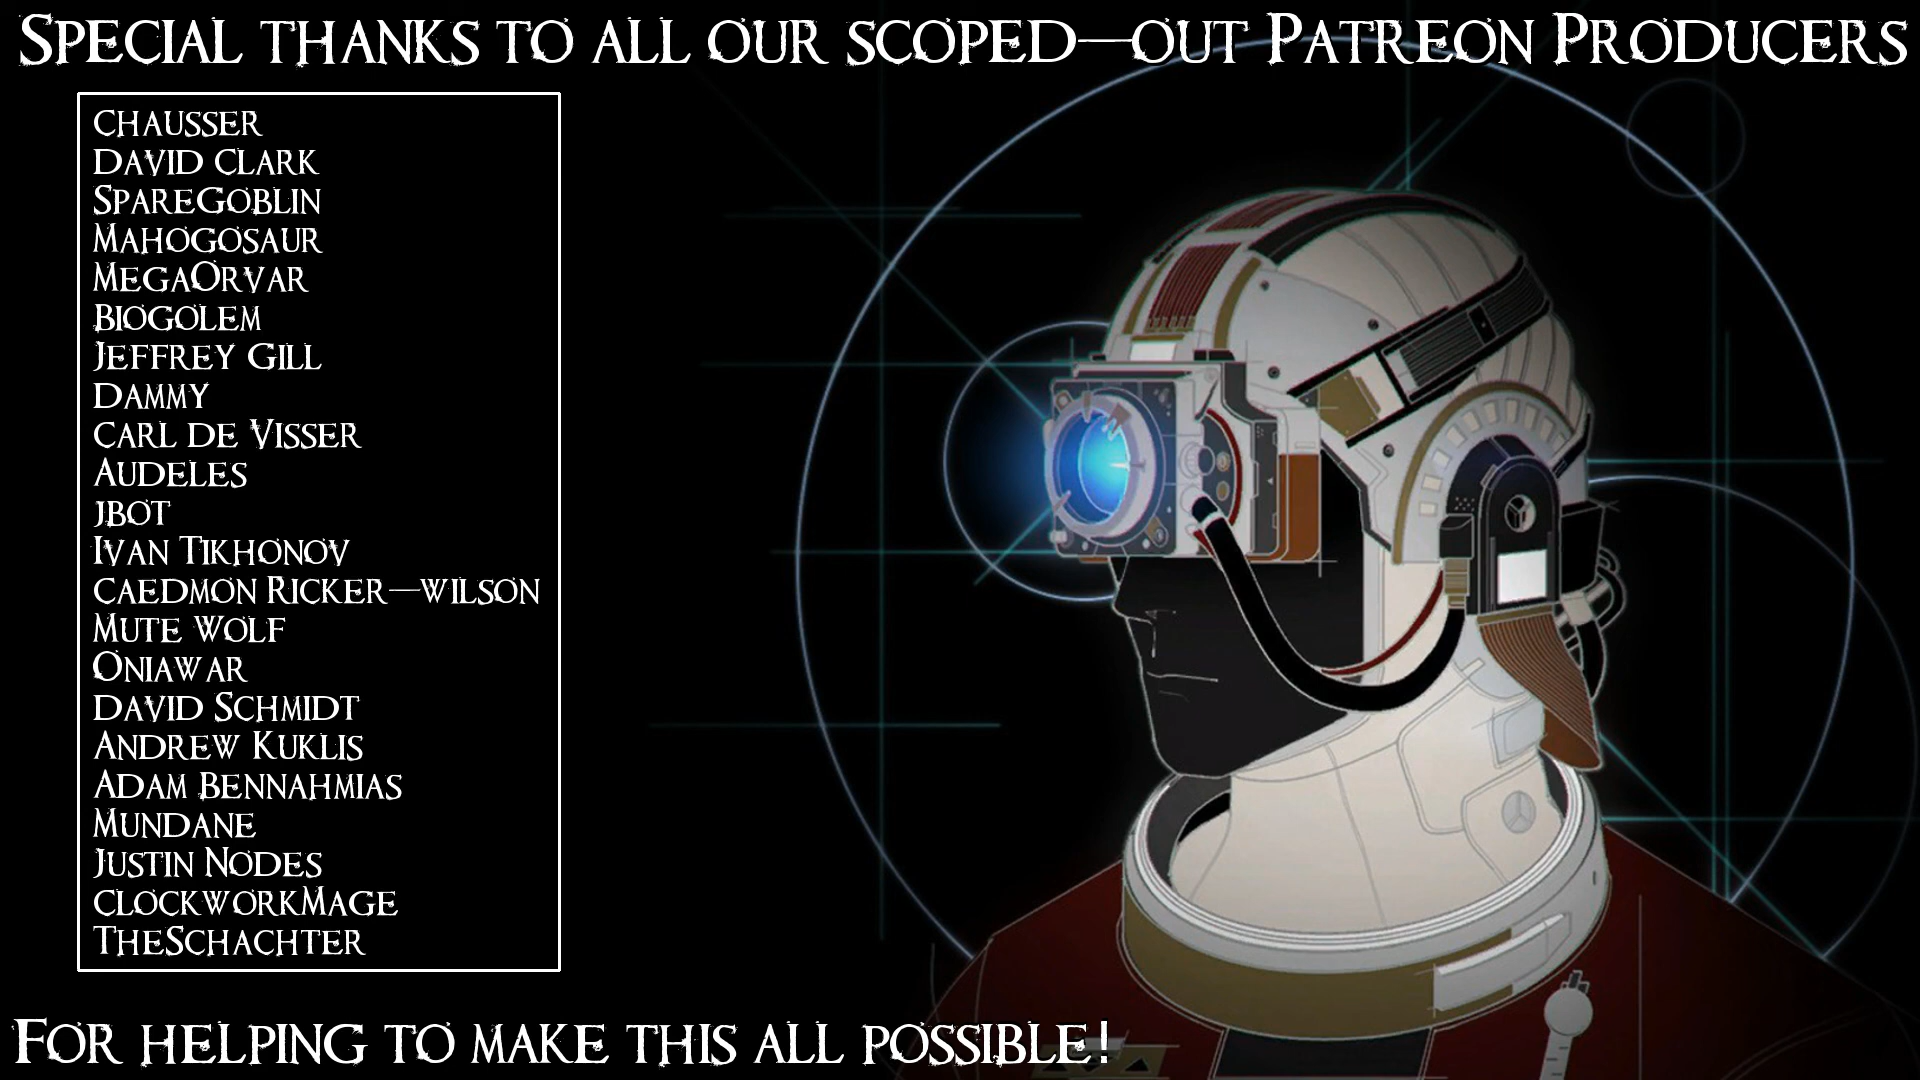 Special thanks to all our scoped—out Patreon Producers
Chausser
David Clark
SpareGoblin
Mahogosaur
MegaOrvar
Biogolem
Jeffrey Gill
Dammy
Carl de Visser
Audeles
jbot
Ivan Tikhonov
Caedmon Ricker—wilson
Mute wolf
Oniawar
David Schmidt
Andrew Kuklis
Adam Bennahmias
Mundane
Justin Nodes
ClockworkMage
TheSchachter
For helping to make this all possible!